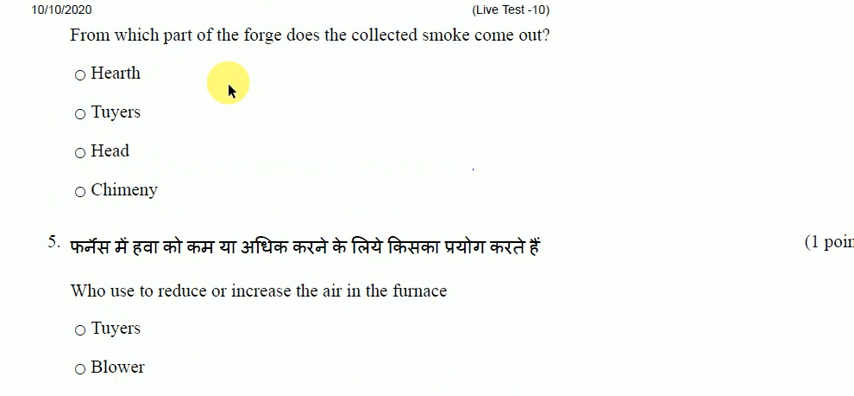 10/10/2020 (Live Test -10)
From which part of the forge does the collected smoke come out?
Hearth
Tuyers
Head
Chimeny
5. फर्नेस में हवा को कम या अधिक करने के लिये किसका प्रयोग करते हैं (1 poin
Who use to reduce or increase the air in the furnace
Tuyers
Blower